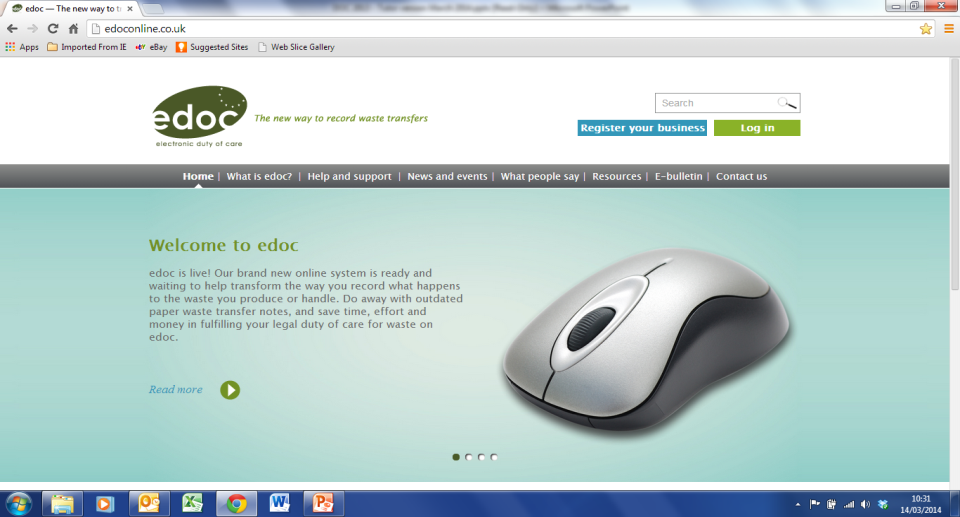 edoc — The new way to t
edoconline.co.uk
Apps Imported From IE eBay Suggested Sites Web Slice Gallery
edoc
electronic duty of care
The new way to record waste transfers
Search
Register your business Log in
Home | What is edoc? | Help and support | News and events | What people say | Resources | E-bulletin | Contact us
Welcome to edoc
edoc is live! Our brand new online system is ready and
waiting to help transform the way you record what happens
to the waste you produce or handle. Do away with outdated
paper waste transfer notes, and save time, effort and
money in fulfilling your legal duty of care for waste on
edoc.
Read more
10:31
14/03/2014